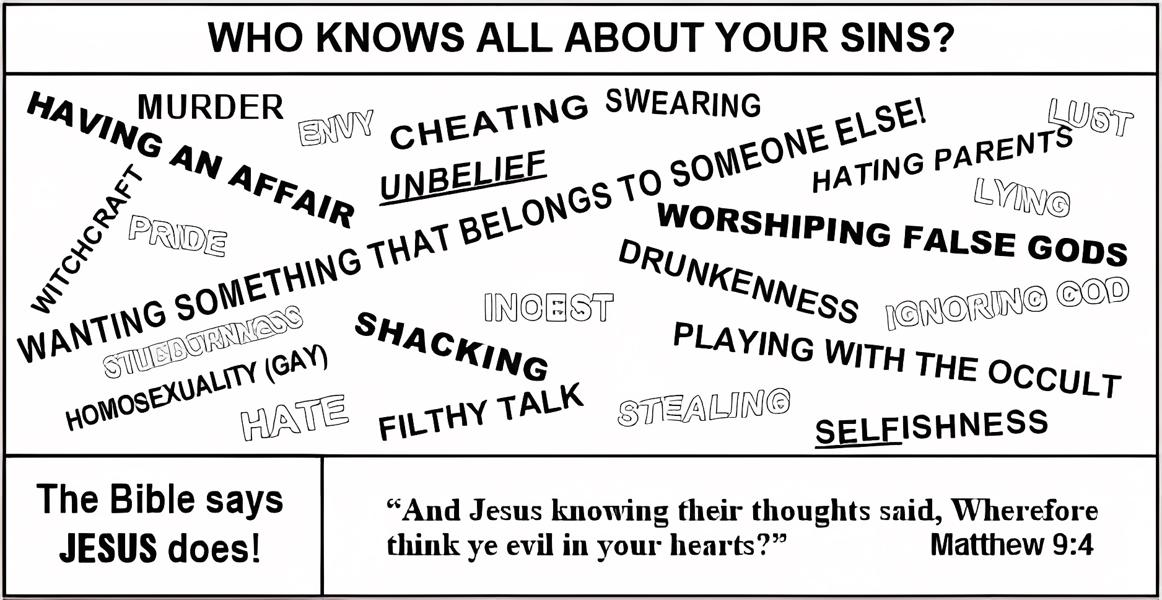 WHO KNOWS ALL ABOUT YOUR SINS?
HAVING AN AFFAIR
MURDER
ENVY
CHEATING
SWEARING
LUST
UNBELIEF
WANTING SOMETHING THAT BELONGS TO SOMEONE ELSE!
HATING PARENTS
LYING
WITCHCRAFT
PRIDE
WORSHIPING FALSE GODS
DRUNKENNESS
IGNORING GOD
INCEST
STUBBORNNESS
SHACKING
PLAYING WITH THE OCCULT
HOMOSEXUALITY (GAY)
HATE
FILTHY TALK
STEALING
SELFISHNESS
The Bible says
JESUS does!
“And Jesus knowing their thoughts said, Wherefore
think ye evil in your hearts?” Matthew 9:4